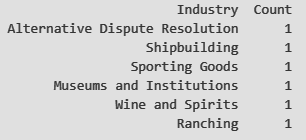 Industry Count
Alternative Dispute Resolution 1
Shipbuilding 1
Sporting Goods 1
Museums and Institutions 1
Wine and Spirits 1
Ranching 1